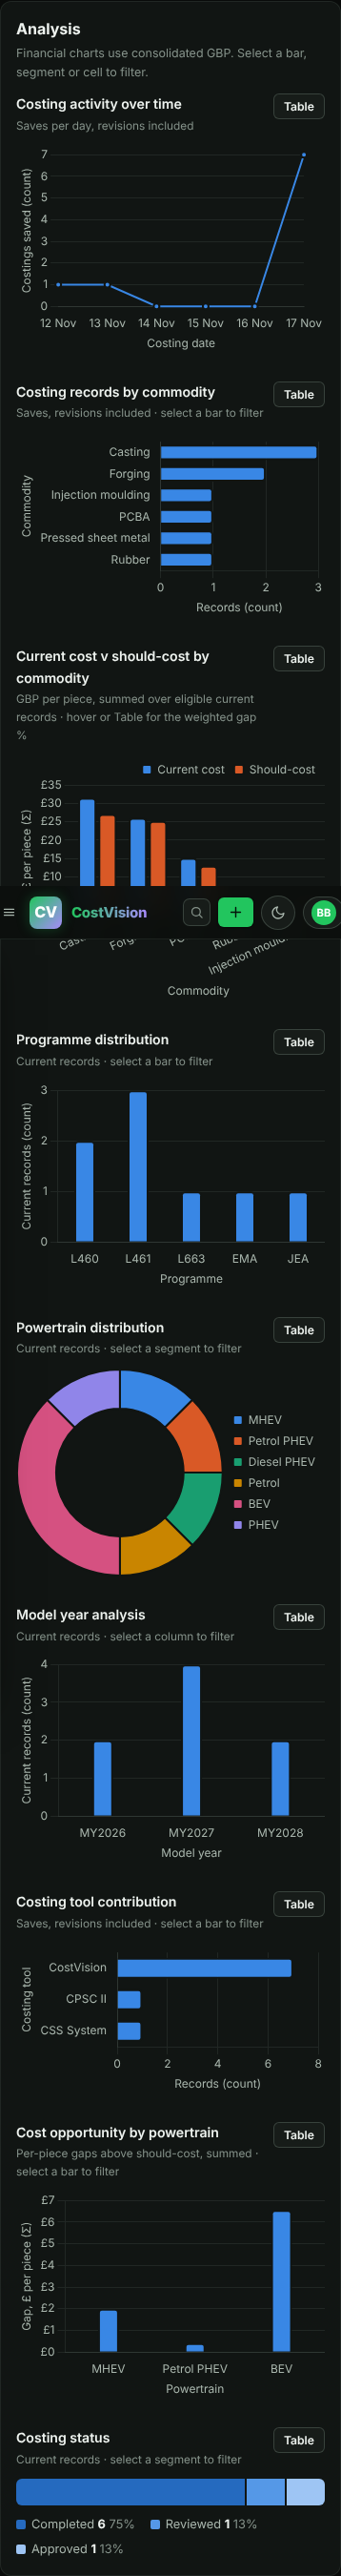 Analysis
Financial charts use consolidated GBP. Select a bar,
segment or cell to filter.
Costing activity over time
Table
Saves per day, revisions included
Costings saved (count)
7
6
5
4
3
2
1
0
12 Nov 13 Nov 14 Nov 15 Nov 16 Nov 17 Nov
Costing date
Costing records by commodity
Table
Saves, revisions included · select a bar to filter
Commodity
Casting
Forging
Injection moulding
PCBA
Pressed sheet metal
Rubber
0 1 2 3
Records (count)
Current cost v should-cost by
commodity
Table
GBP per piece, summed over eligible current
records · hover or Table for the weighted gap
%
Current cost Should-cost
£35
£30
£25
£20
£15
£10
per piece (Σ)
CV CostVision
BB
Injection
Commodity
Programme distribution
Table
Current records · select a bar to filter
Current records (count)
3
2
1
0
L460 L461 L663 EMA JEA
Programme
Powertrain distribution
Table
Current records · select a segment to filter
MHEV
Petrol PHEV
Diesel PHEV
Petrol
BEV
PHEV
Model year analysis
Table
Current records · select a column to filter
Current records (count)
4
3
2
1
0
MY2026 MY2027 MY2028
Model year
Costing tool contribution
Table
Saves, revisions included · select a bar to filter
Costing tool
CostVision
CPSC II
CSS System
0 2 4 6 8
Records (count)
Cost opportunity by powertrain
Table
Per-piece gaps above should-cost, summed ·
select a bar to filter
Gap, £ per piece (Σ)
£7
£6
£5
£4
£3
£2
£1
£0
MHEV Petrol PHEV BEV
Powertrain
Costing status
Table
Current records · select a segment to filter
Completed 6 75% Reviewed 1 13%
Approved 1 13%